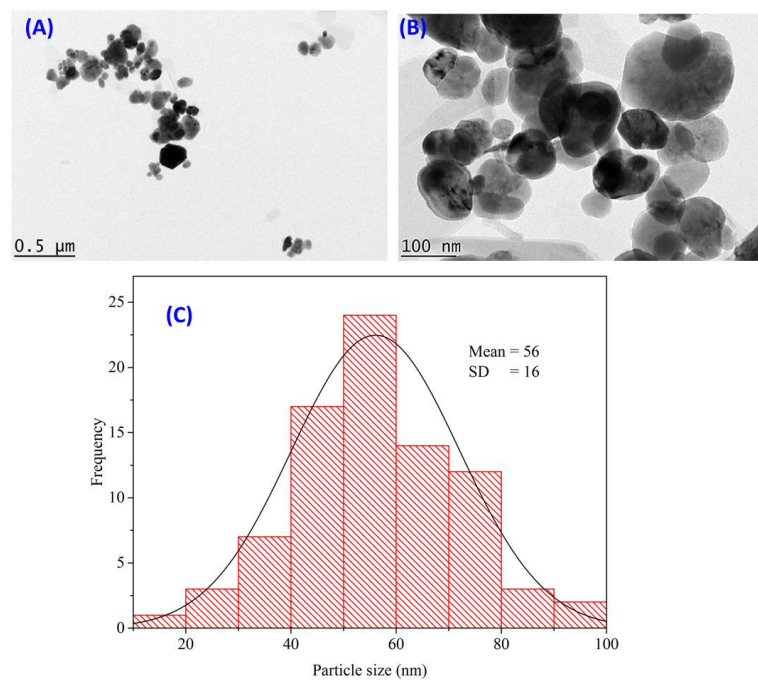 (A)
0.5 μm
(B)
100 nm
(C)
Mean = 56
SD = 16
Frequency
25
20
15
10
5
0
20
40
60
80
100
Particle size (nm)